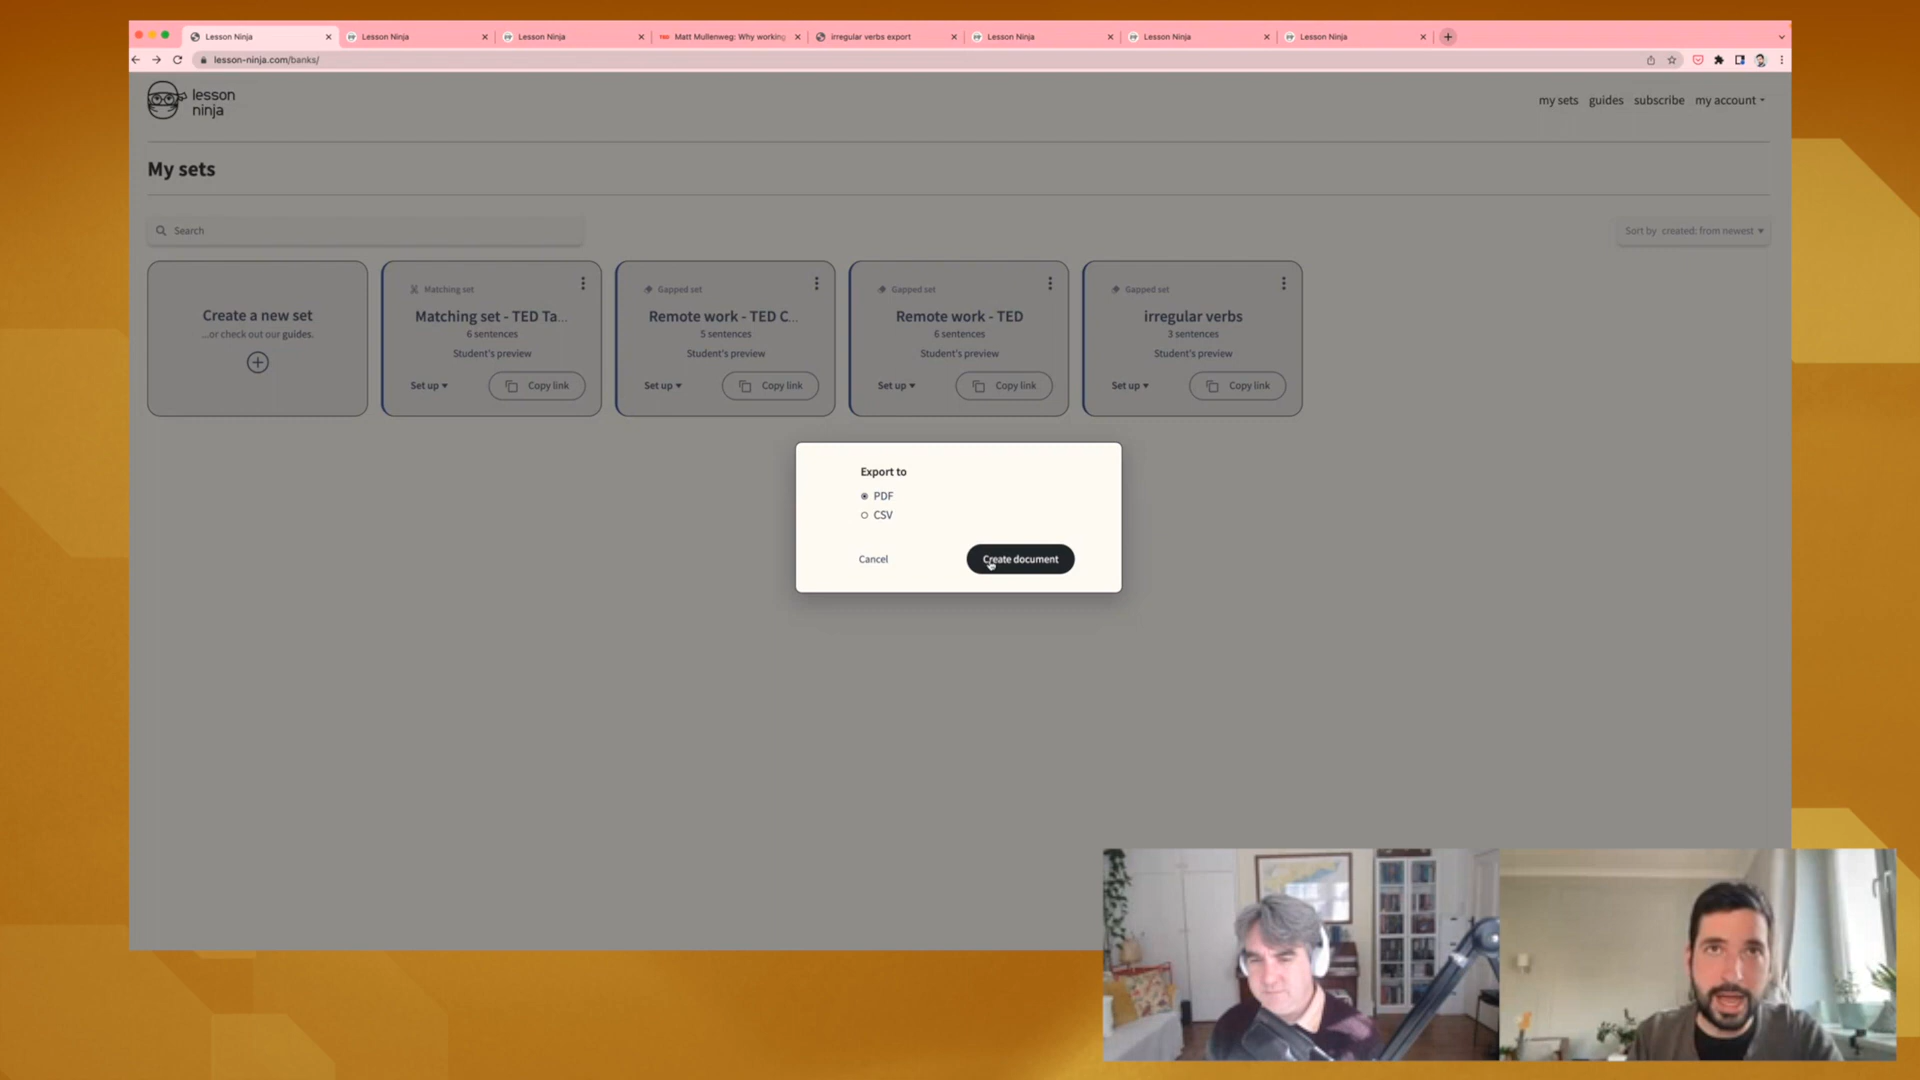 Lesson Ninja
Lesson Ninja
Lesson Ninja
TED
Matt Mullenweg: Why working
irregular verbs export
Lesson Ninja
Lesson Ninja
Lesson Ninja
lesson-ninja.com/banks/
lesson
ninja
my sets
guides
subscribe
my account
My sets
Search
Sort by created: from newest
Create a new set
...or check out our guides.
Matching set
Matching set - TED Ta...
6 sentences
Student's preview
Set up
Copy link
Gapped set
Remote work - TED C...
5 sentences
Student's preview
Set up
Copy link
Gapped set
Remote work - TED
6 sentences
Student's preview
Set up
Copy link
Gapped set
irregular verbs
3 sentences
Student's preview
Set up
Copy link
Export to
PDF
CSV
Cancel
Create document